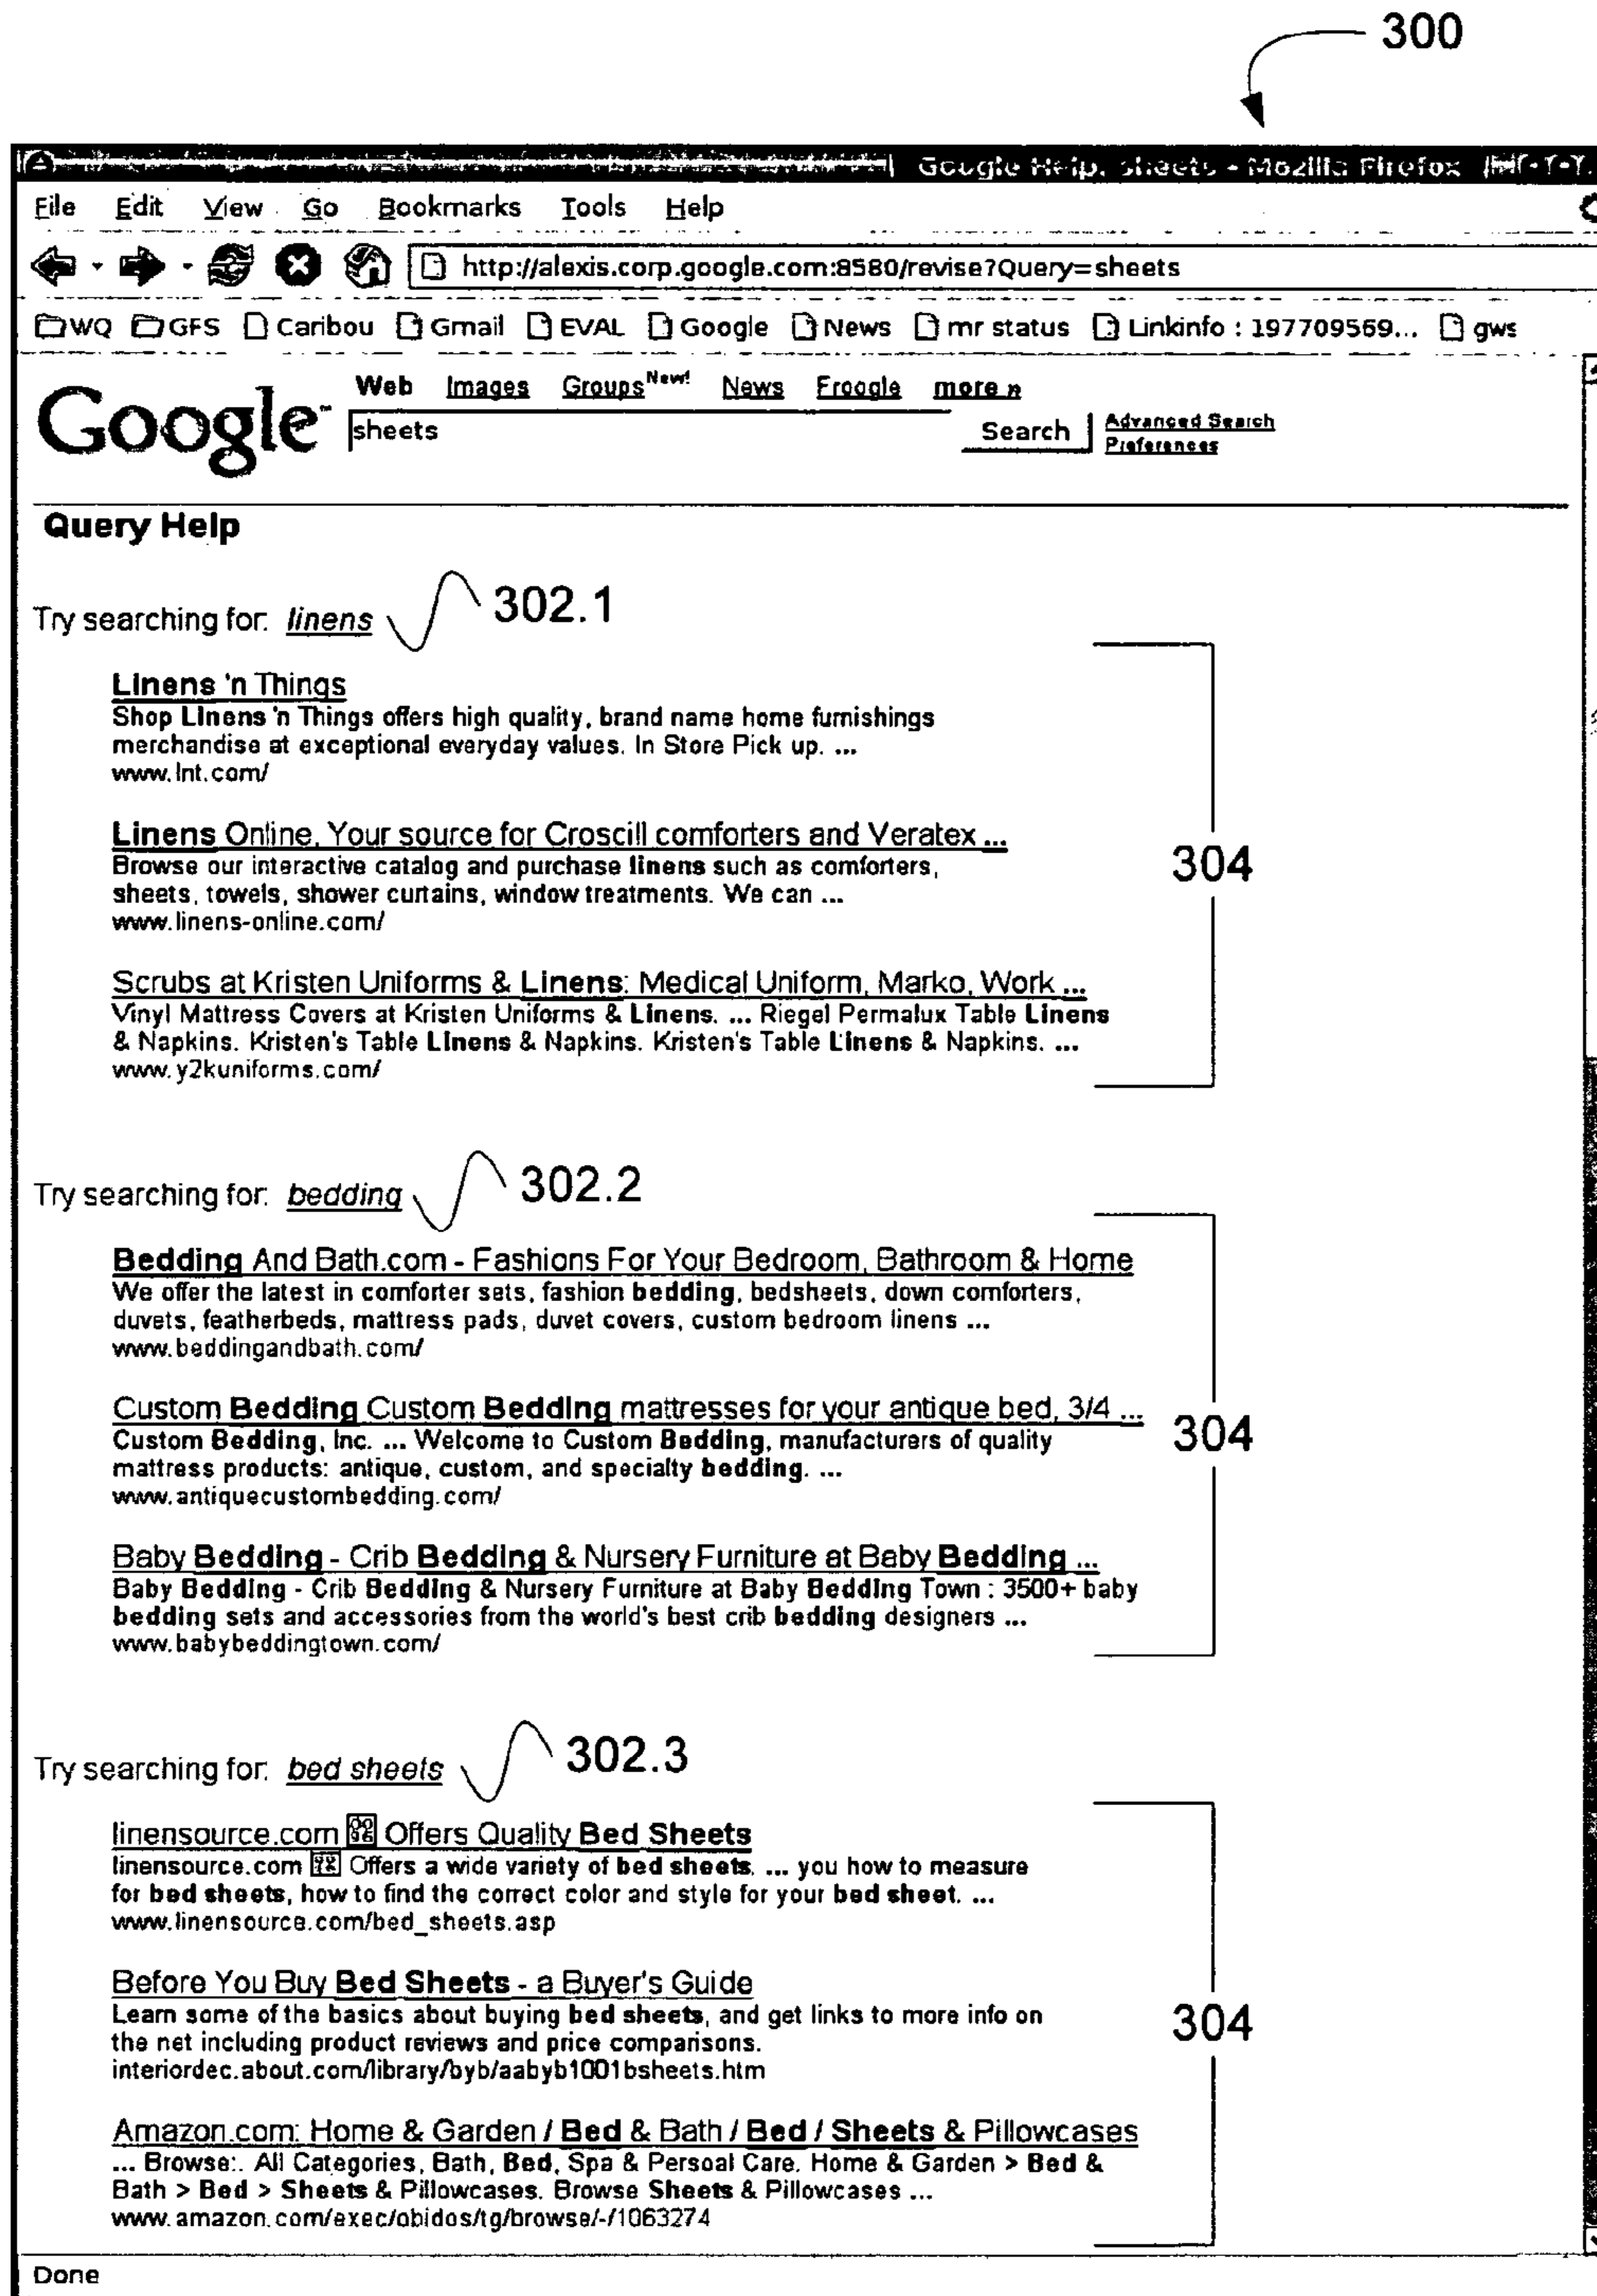 300
Google Help, sheets - Mozilla Firefox
File Edit View Go Bookmarks Tools Help
http://alexis.corp.google.com:8580/revise?Query=sheets
WQ GFS Caribou Gmail EVAL Google News mr status Linkinfo : 197709569... gws
Web Images Groups New! News Froogle more »
Google™ sheets Search Advanced Search
Preferences
Query Help
Try searching for: linens 302.1
Linens 'n Things
Shop Linens 'n Things offers high quality, brand name home furnishings
merchandise at exceptional everyday values. In Store Pick up. ...
www.lnt.com/
Linens Online, Your source for Croscill comforters and Veratex ...
Browse our interactive catalog and purchase linens such as comforters,
304
sheets, towels, shower curtains, window treatments. We can ...
www.linens-online.com/
Scrubs at Kristen Uniforms & Linens: Medical Uniform, Marko, Work ...
Vinyl Mattress Covers at Kristen Uniforms & Linens. ... Riegel Permalux Table Linens
& Napkins. Kristen's Table Linens & Napkins. Kristen's Table Linens & Napkins. ...
www.y2kuniforms.com/
Try searching for: bedding 302.2
Bedding And Bath.com - Fashions For Your Bedroom, Bathroom & Home
We offer the latest in comforter sets, fashion bedding, bedsheets, down comforters,
duvets, featherbeds, mattress pads, duvet covers, custom bedroom linens ...
www.beddingandbath.com/
Custom Bedding Custom Bedding mattresses for your antique bed, 3/4 ...
304
Custom Bedding, Inc. ... Welcome to Custom Bedding, manufacturers of quality
mattress products: antique, custom, and specialty bedding. ...
www.antiquecustombedding.com/
Baby Bedding - Crib Bedding & Nursery Furniture at Baby Bedding ...
Baby Bedding - Crib Bedding & Nursery Furniture at Baby Bedding Town : 3500+ baby
bedding sets and accessories from the world's best crib bedding designers ...
www.babybeddingtown.com/
Try searching for: bed sheets 302.3
linensource.com Offers Quality Bed Sheets
linensource.com Offers a wide variety of bed sheets. ... you how to measure
for bed sheets, how to find the correct color and style for your bed sheet. ...
www.linensource.com/bed_sheets.asp
Before You Buy Bed Sheets - a Buyer's Guide
Learn some of the basics about buying bed sheets, and get links to more info on
304
the net including product reviews and price comparisons.
interiordec.about.com/library/byb/aabyb1001bsheets.htm
Amazon.com: Home & Garden / Bed & Bath / Bed / Sheets & Pillowcases
... Browse:. All Categories, Bath, Bed, Spa & Persoal Care. Home & Garden > Bed &
Bath > Bed > Sheets & Pillowcases. Browse Sheets & Pillowcases ...
www.amazon.com/exec/obidos/tg/browse/-/1063274
Done